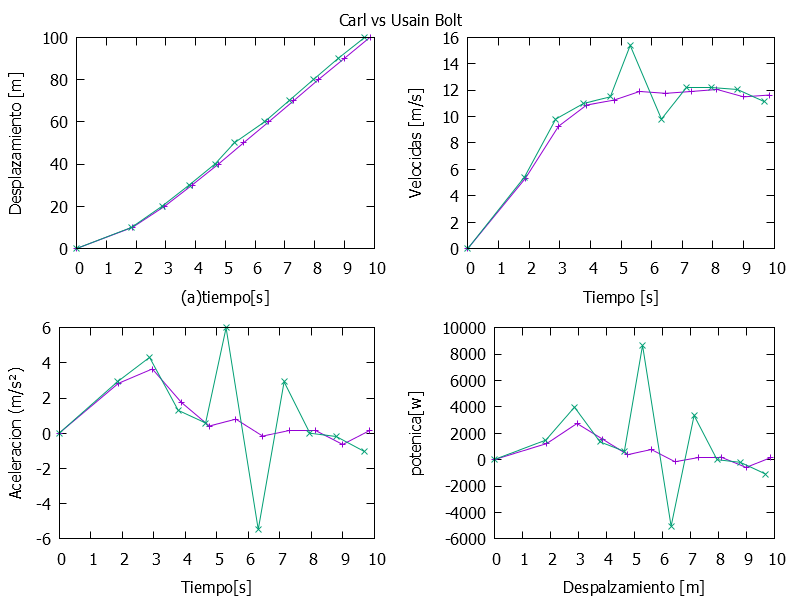 Carl vs Usain Bolt
100
80
60
40
20
0
Desplazamiento [m]
0 1 2 3 4 5 6 7 8 9 10
(a)tiempo[s]
16
14
12
10
8
6
4
2
0
Velocidas [m/s]
0 1 2 3 4 5 6 7 8 9 10
Tiempo [s]
6
4
2
0
-2
-4
-6
Aceleracion (m/s²)
0 1 2 3 4 5 6 7 8 9 10
Tiempo[s]
10000
8000
6000
4000
2000
0
-2000
-4000
-6000
potenica[w]
0 1 2 3 4 5 6 7 8 9 10
Despalzamiento [m]